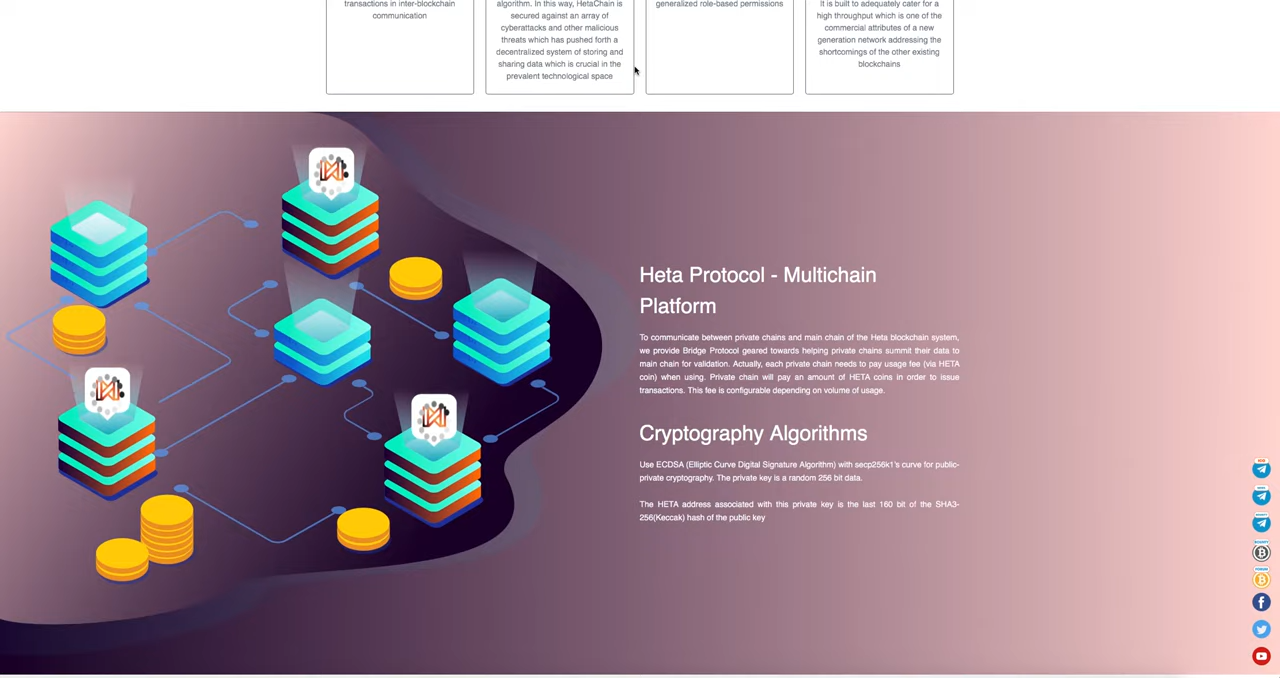 transactions in inter-blockchain
communication
algorithm. In this way, HetaChain is
secured against an array of
cyberattacks and other malicious
threats which has pushed forth a
decentralized system of storing and
sharing data which is crucial in the
prevalent technological space
generalized role-based permissions
It is built to adequately cater for a
high throughput which is one of the
commercial attributes of a new
generation network addressing the
shortcomings of the other existing
blockchains
Heta Protocol - Multichain
Platform
To communicate between private chains and main chain of the Heta blockchain system,
we provide Bridge Protocol geared towards helping private chains summit their data to
main chain for validation. Actually, each private chain needs to pay usage fee (via HETA
coin) when using. Private chain will pay an amount of HETA coins in order to issue
transactions. This fee is configurable depending on volume of usage.
Cryptography Algorithms
Use ECDSA (Elliptic Curve Digital Signature Algorithm) with secp256k1's curve for public-
private cryptography. The private key is a random 256 bit data.
The HETA address associated with this private key is the last 160 bit of the SHA3-
256(Keccak) hash of the public key
ICO
BOUNTY
FORUM